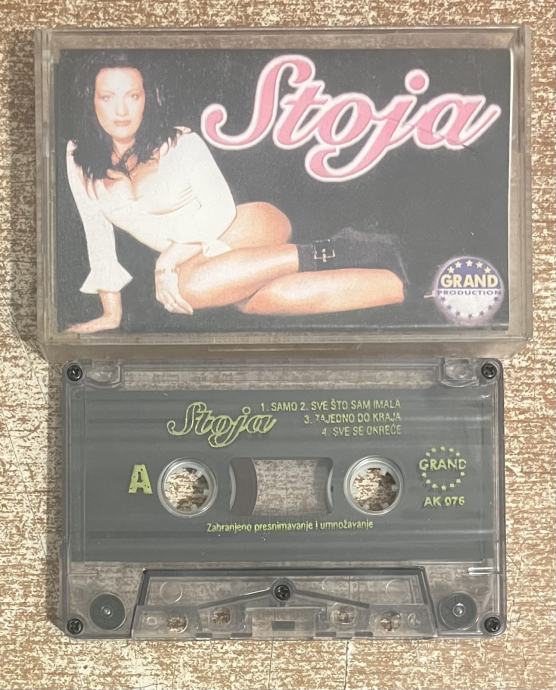 Stoja
GRAND
PRODUCTION
Stoja
1. SAMO 2. SVE ŠTO SAM IMALA
3. ZAJEDNO DO KRAJA
4. SVE SE OKREĆE
A
GRAND
AK 076
Zabranjeno presnimavanje i umnožavanje